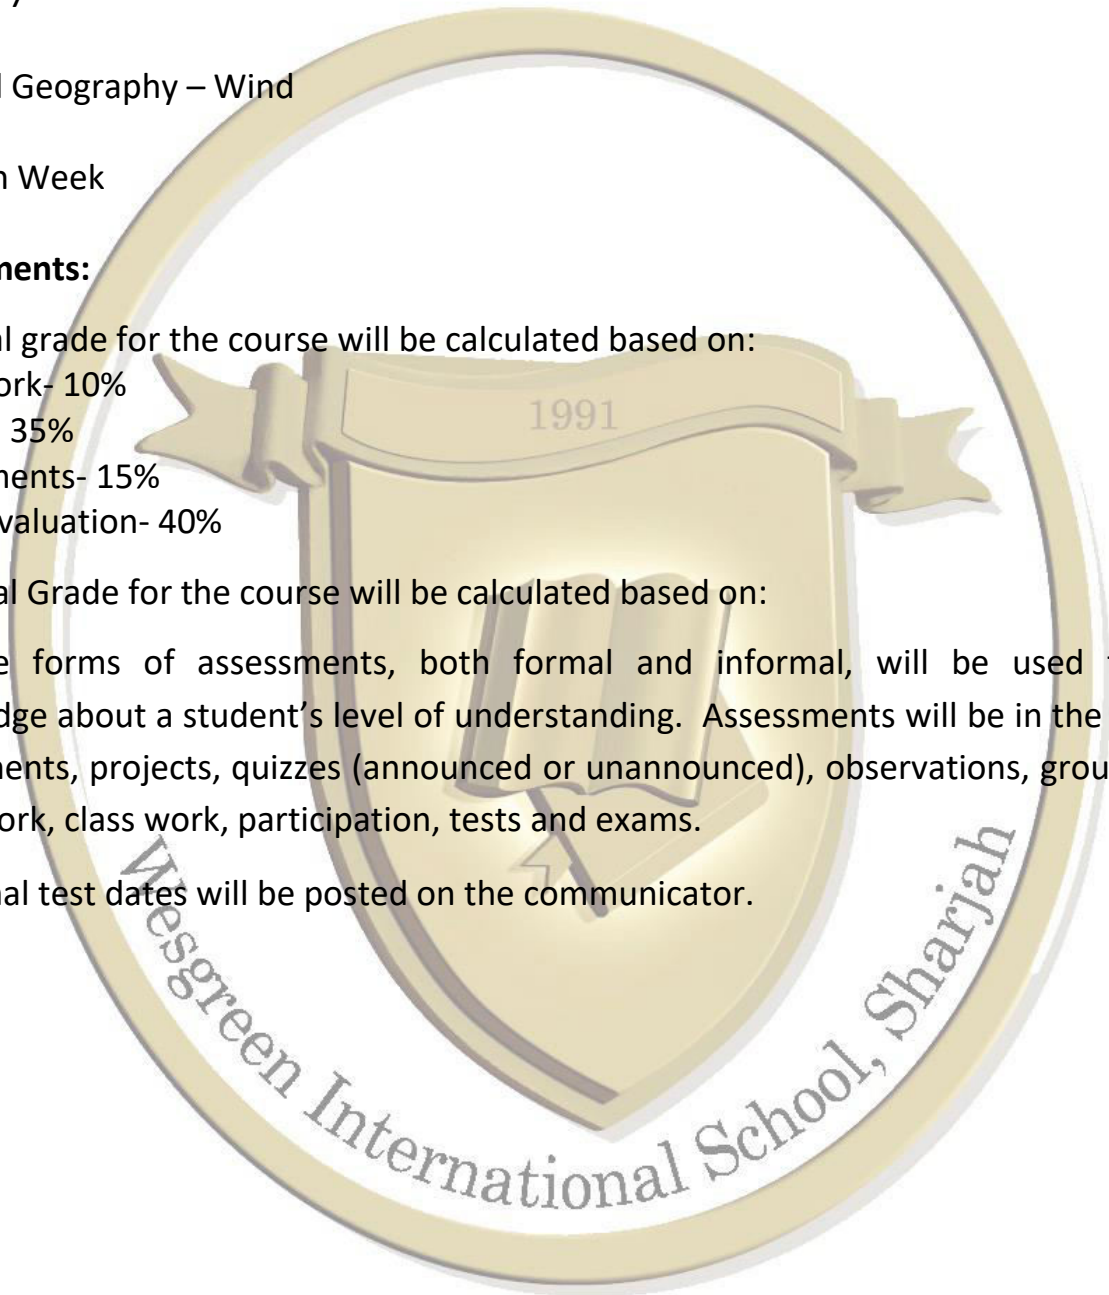 y
l Geography – Wind
n Week
ments:
al grade for the course will be calculated based on:
ork- 10%
35%
ments- 15%
valuation- 40%
al Grade for the course will be calculated based on:
e forms of assessments, both formal and informal, will be used t
dge about a student's level of understanding. Assessments will be in the
ments, projects, quizzes (announced or unannounced), observations, grou
ork, class work, participation, tests and exams.
nal test dates will be posted on the communicator.
1991
Wesgreen International School, Sharjah